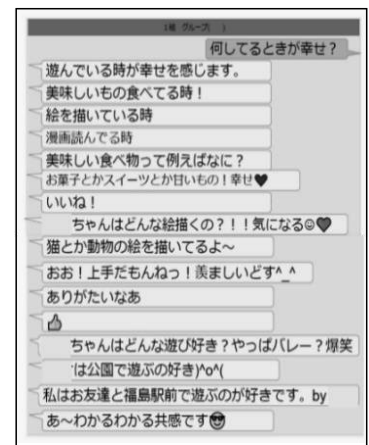 1組 グループ( )
何してるときが幸せ？
遊んでいる時が幸せを感じます。
美味しいもの食べてる時！
絵を描いている時
漫画読んでる時
美味しい食べ物って例えばなに？
お菓子とかスイーツとか甘いもの！幸せ♥
いいね！
ちゃんはどんな絵描くの？！！気になる☺♥
猫とか動物の絵を描いてるよ～
おお！上手だもんねっ！羨ましいどす^_^
ありがたいなあ
👍
ちゃんはどんな遊び好き？やっぱバレー？爆笑
は公園で遊ぶの好き)^o^(
私はお友達と福島駅前で遊ぶのが好きです。by
あ～わかるわかる共感です😎